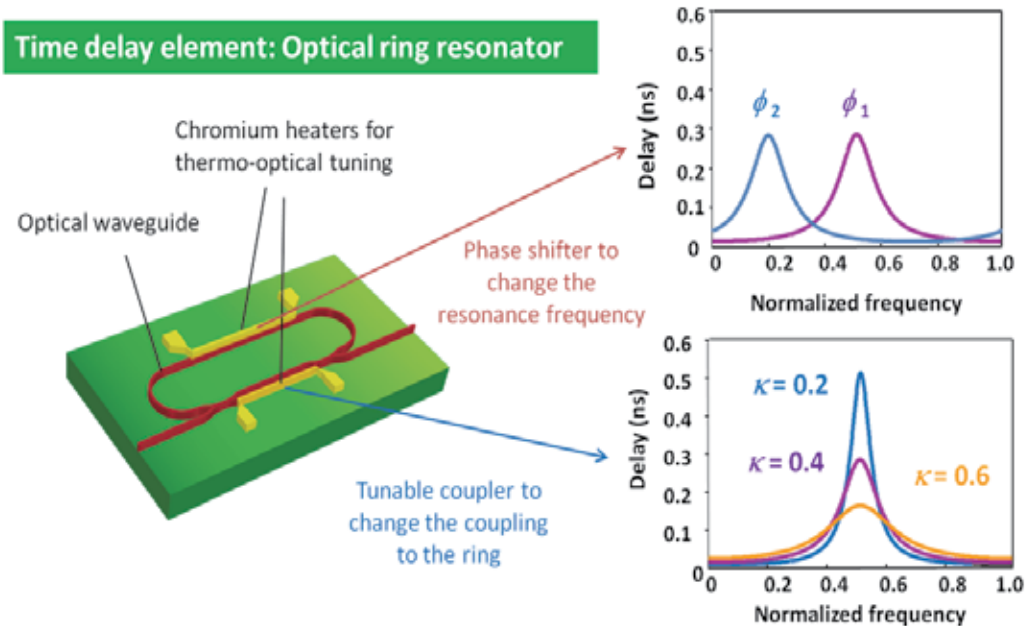 Time delay element: Optical ring resonator
Chromium heaters for
thermo-optical tuning
Optical waveguide
Phase shifter to
change the
resonance frequency
Tunable coupler to
change the coupling
to the ring
0.6
0.5
0.4
0.3
0.2
0.1
0
Delay (ns)
ϕ2
ϕ1
0 0.2 0.4 0.6 0.8 1.0
Normalized frequency
0.6
0.5
0.4
0.3
0.2
0.1
0
Delay (ns)
κ = 0.2
κ = 0.4
κ = 0.6
0 0.2 0.4 0.6 0.8 1.0
Normalized frequency